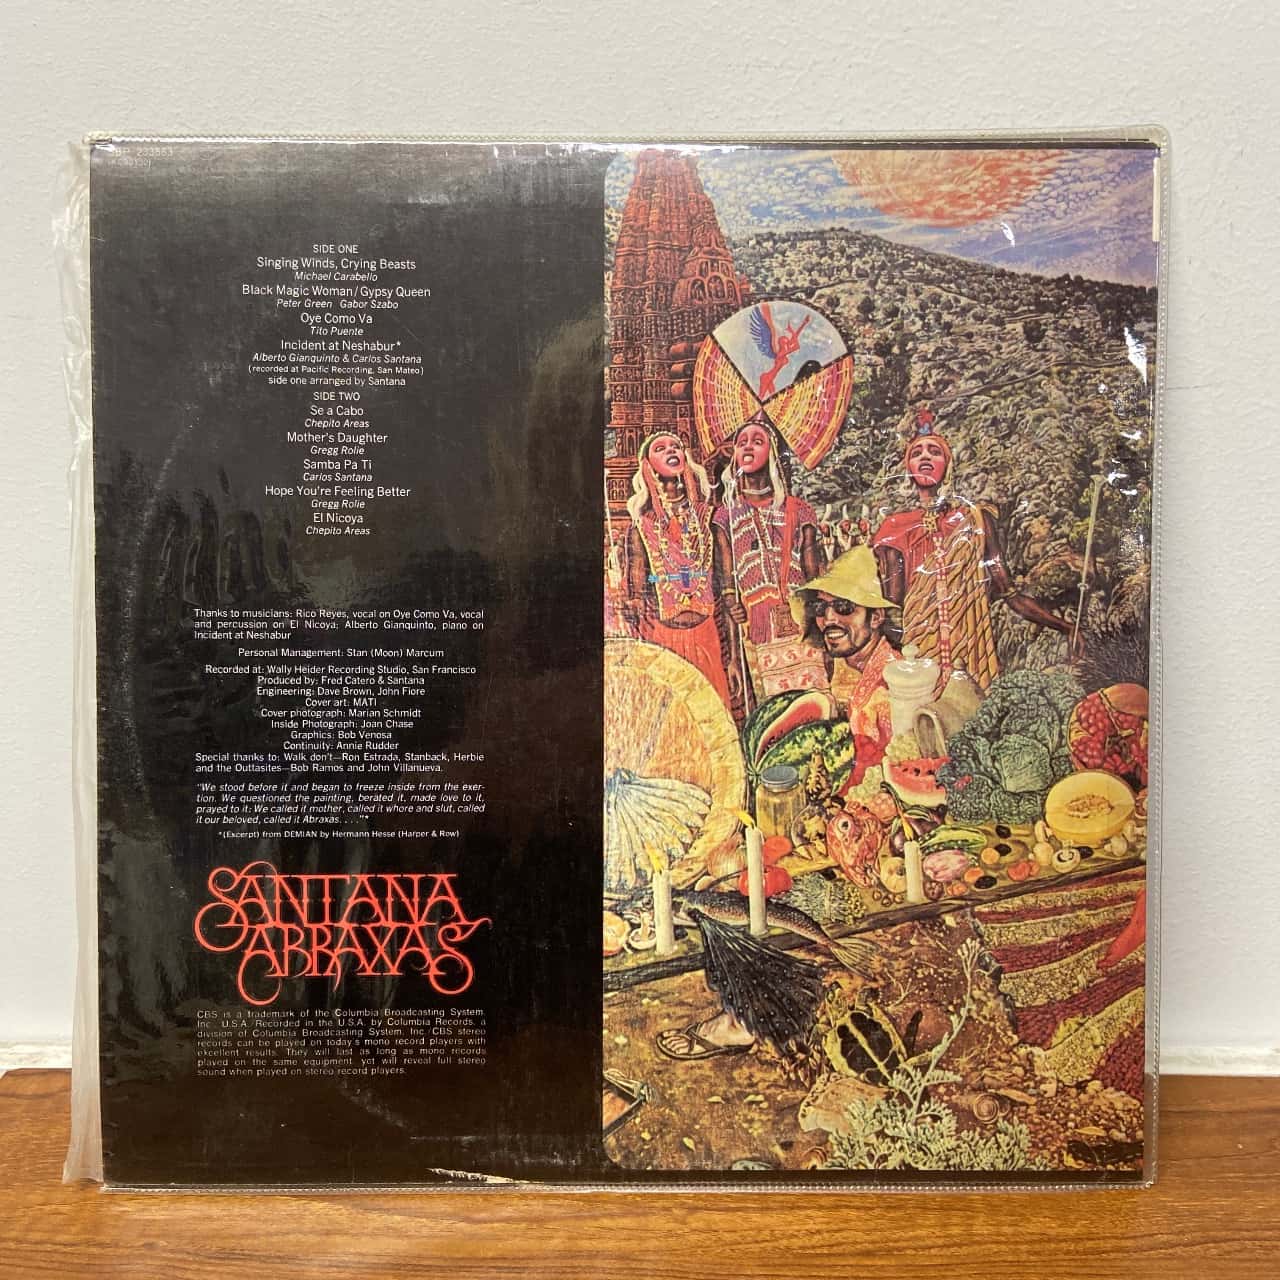 SBP 233563
SIDE ONE
Singing Winds, Crying Beasts
Michael Carabello
Black Magic Woman/Gypsy Queen
Peter Green Gabor Szabo
Oye Como Va
Tito Puente
Incident at Neshabur*
Alberto Gianquinto & Carlos Santana
(recorded at Pacific Recording, San Mateo)
side one arranged by Santana
SIDE TWO
Se a Cabo
Chepito Areas
Mother's Daughter
Gregg Rolie
Samba Pa Ti
Carlos Santana
Hope You're Feeling Better
Gregg Rolie
El Nicoya
Chepito Areas
Thanks to musicians: Rico Reyes, vocal on Oye Como Va, vocal
and percussion on El Nicoya; Alberto Gianquinto, piano on
Incident at Neshabur
Personal Management: Stan (Moon) Marcum
Recorded at: Wally Heider Recording Studio, San Francisco
Produced by: Fred Catero & Santana
Engineering: Dave Brown, John Fiore
Cover art: MATI
Cover photograph: Marian Schmidt
Inside Photograph: Joan Chase
Graphics: Bob Venosa
Continuity: Annie Rudder
Special thanks to: Walk don't—Ron Estrada, Stanback, Herbie
and the Outtasites—Bob Ramos and John Villanueva.
"We stood before it and began to freeze inside from the exer-
tion. We questioned the painting, berated it, made love to it,
prayed to it: We called it mother, called it whore and slut, called
it our beloved, called it Abraxas. . . ."*
*(Excerpt) from DEMIAN by Hermann Hesse (Harper & Row)
SANTANA
ABRAXAS
CBS is a trademark of the Columbia Broadcasting System,
Inc., U.S.A./Recorded in the U.S.A. by Columbia Records, a
division of Columbia Broadcasting System, Inc. CBS stereo
records can be played on today's mono record players with
excellent results. They will last as long as mono records
played on the same equipment, yet will reveal full stereo
sound when played on stereo record players.